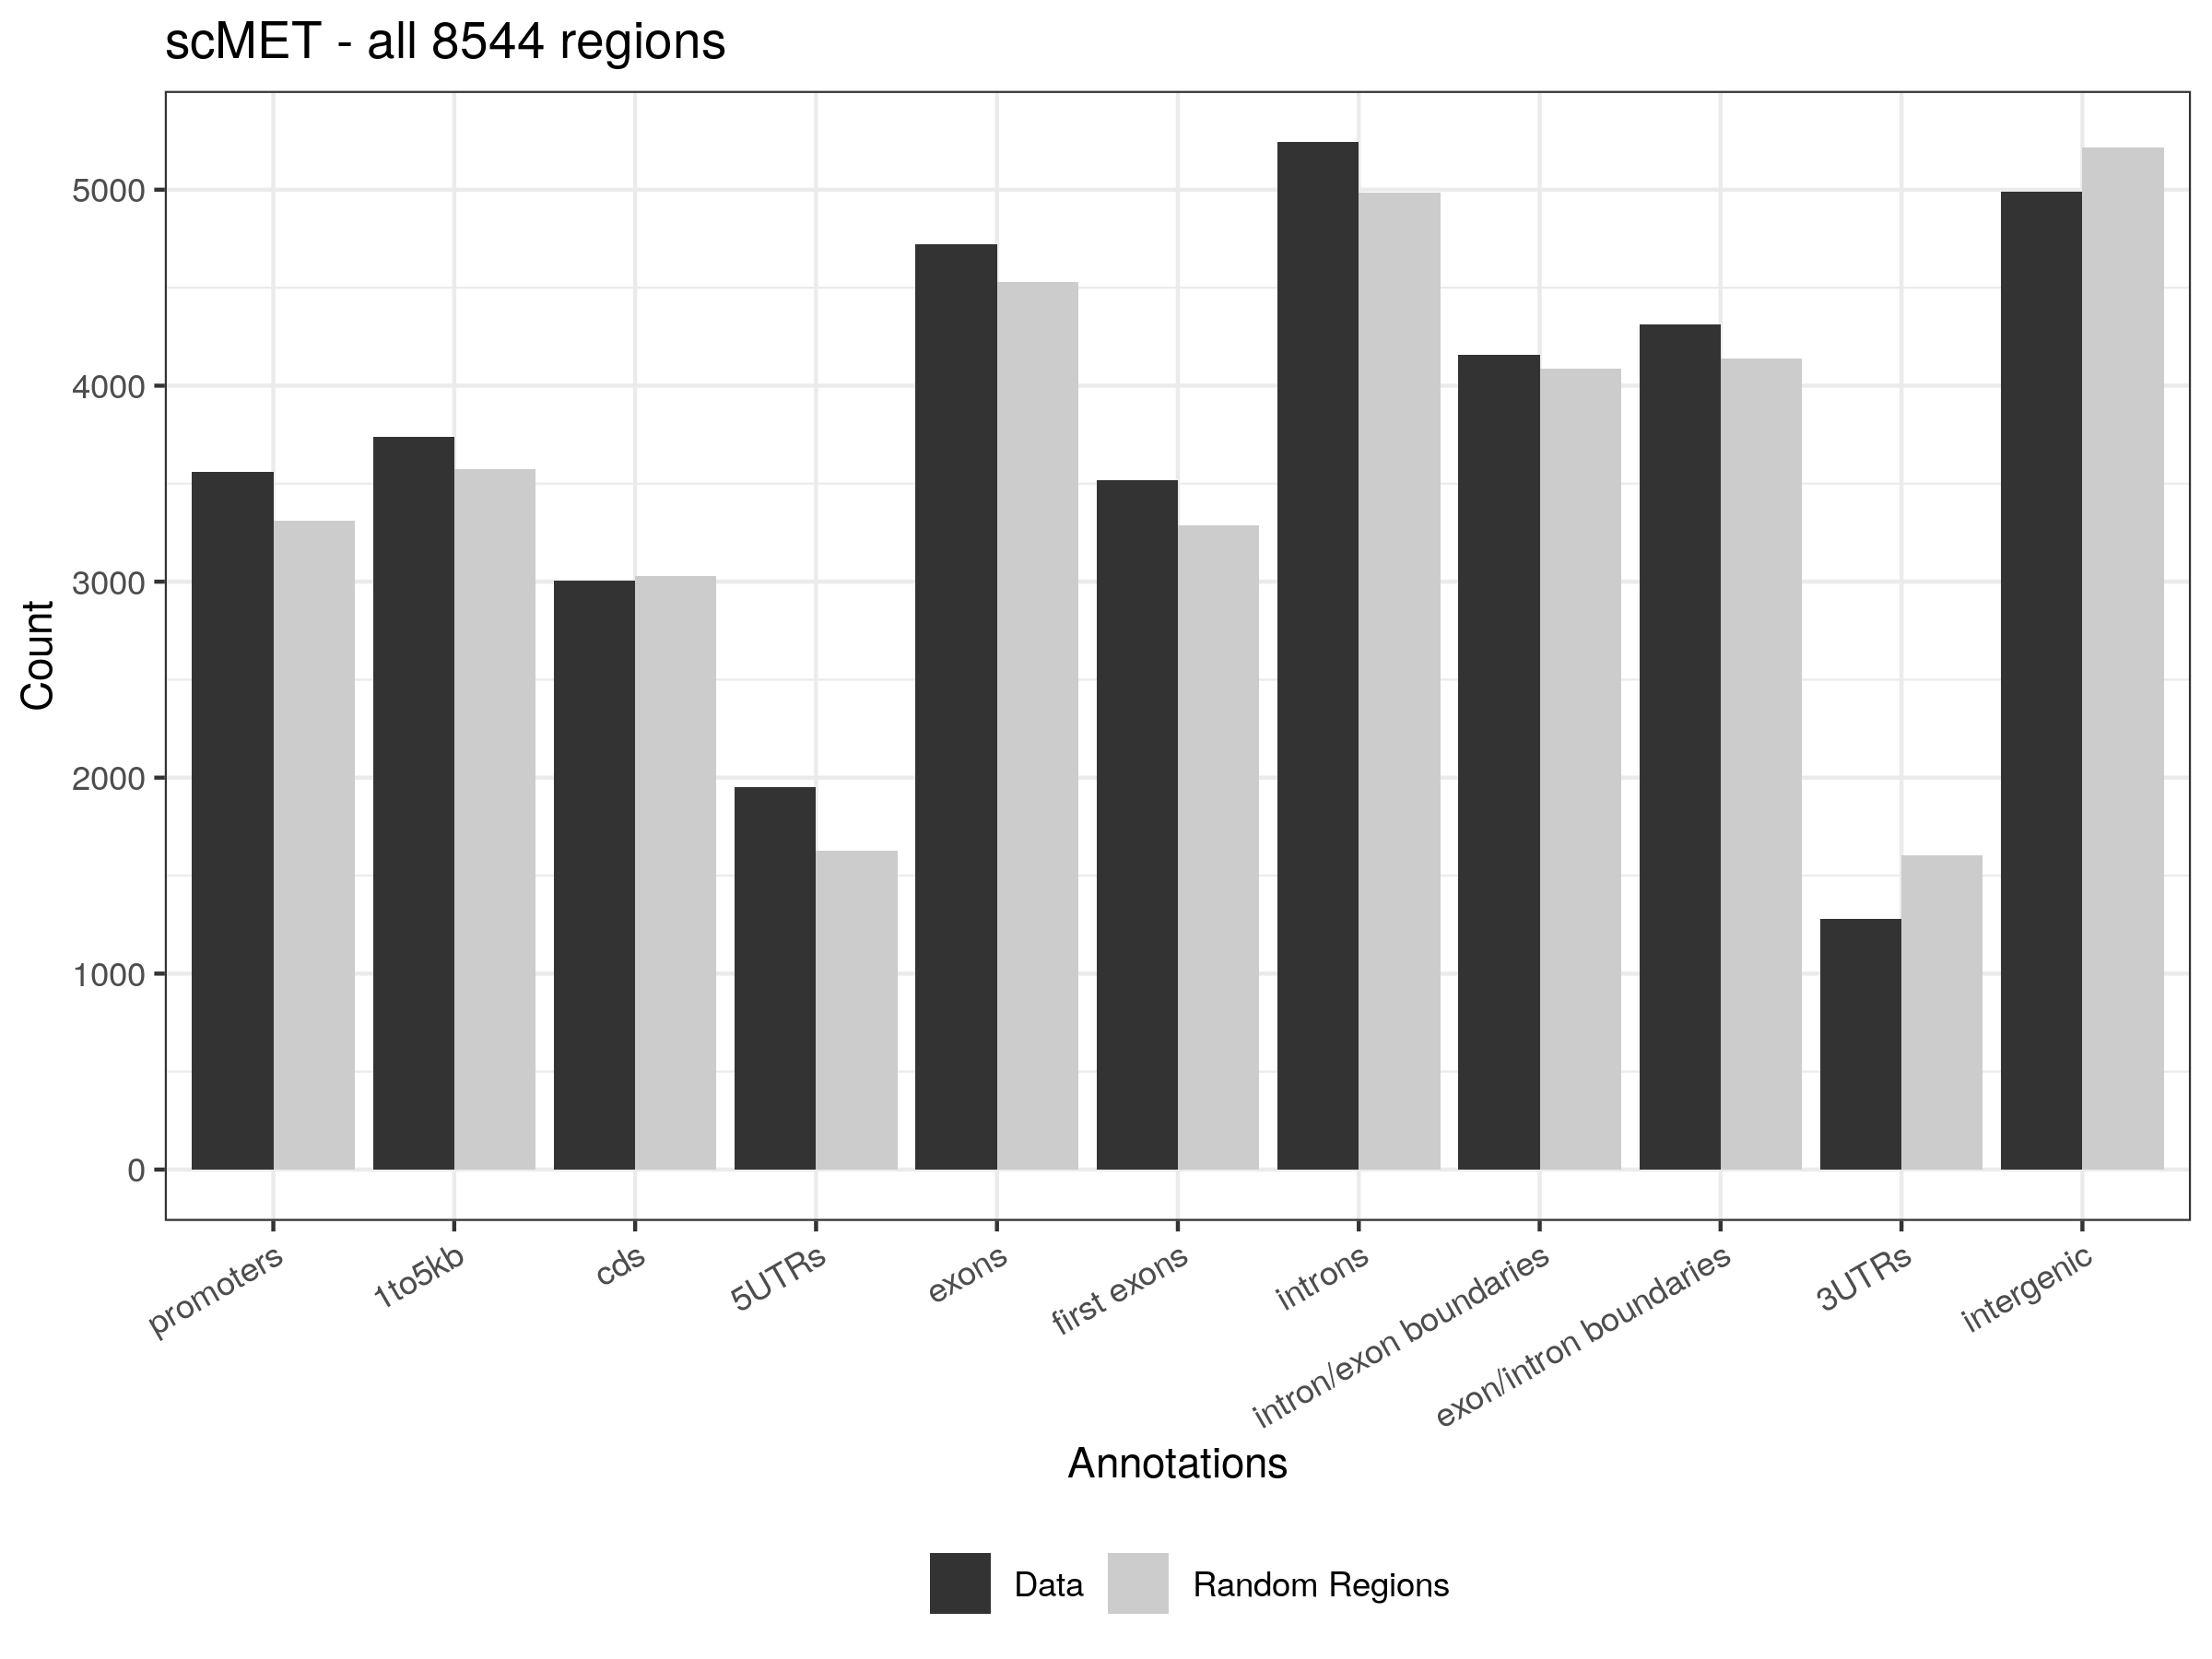 scMET - all 8544 regions
Count
5000
4000
3000
2000
1000
0
promoters
1to5kb
cds
5UTRs
exons
first exons
introns
intron/exon boundaries
exon/intron boundaries
3UTRs
intergenic
Annotations
Data
Random Regions